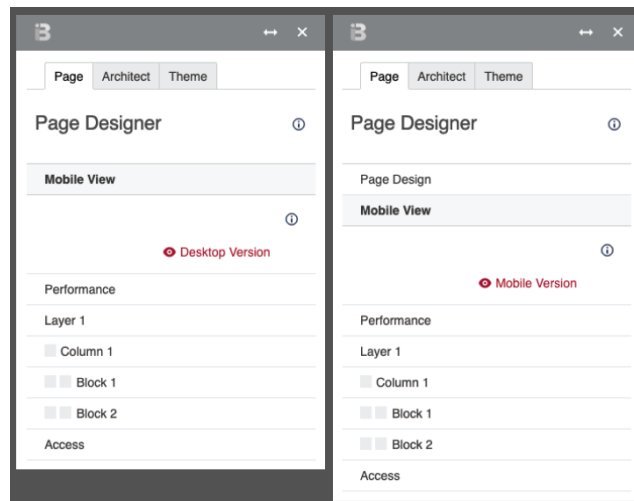 Page Architect Theme
Page Designer
Mobile View
Desktop Version
Performance
Layer 1
Column 1
Block 1
Block 2
Access
Page Architect Theme
Page Designer
Page Design
Mobile View
Mobile Version
Performance
Layer 1
Column 1
Block 1
Block 2
Access